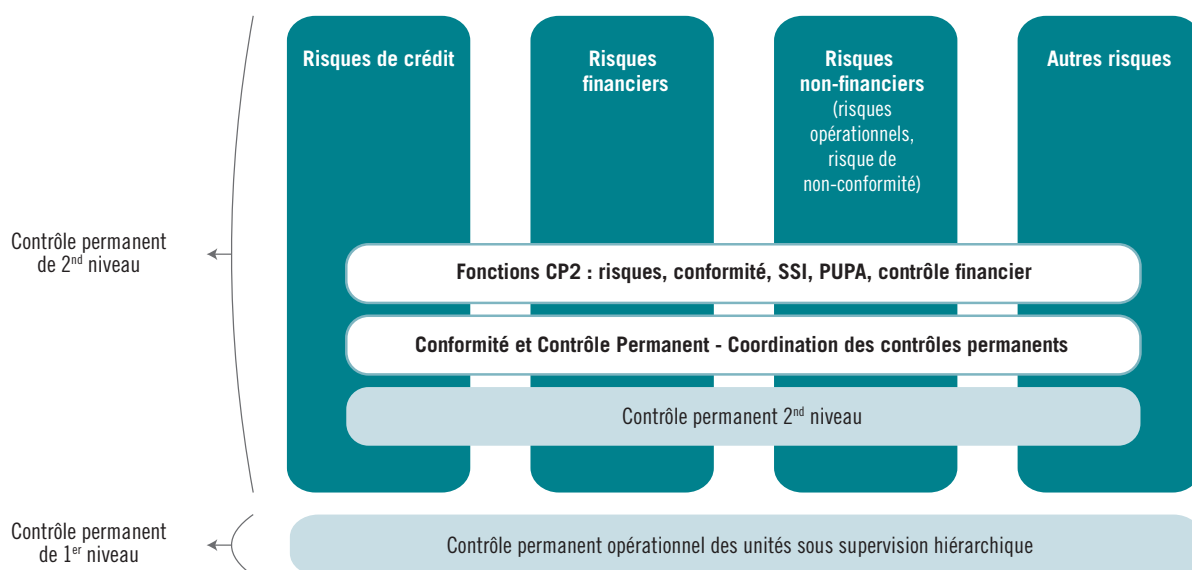 Risques de crédit
Risques
financiers
Risques
non-financiers
(risques
opérationnels,
risque de
non-conformité)
Autres risques
Contrôle permanent
de 2nd niveau
Fonctions CP2 : risques, conformité, SSI, PUPA, contrôle financier
Conformité et Contrôle Permanent - Coordination des contrôles permanents
Contrôle permanent 2nd niveau
Contrôle permanent
de 1er niveau
Contrôle permanent opérationnel des unités sous supervision hiérarchique